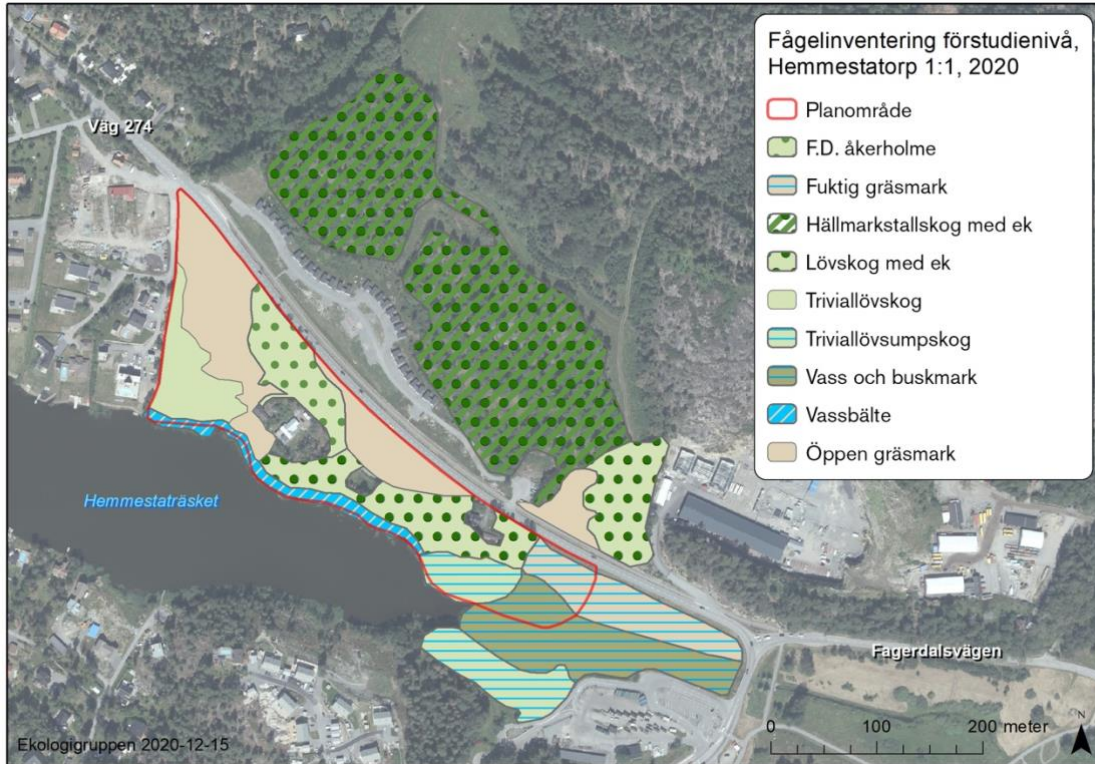 Fågelinventering förstudienivå,
Hemmestatorp 1:1, 2020
Planområde
F.D. åkerholme
Fuktig gräsmark
Hällmarkstallskog med ek
Lövskog med ek
Triviallövskog
Triviallövsumpskog
Vass och buskmark
Vassbälte
Öppen gräsmark
Väg 274
Hemmestaträsket
Fagerdalsvägen
Ekologigruppen 2020-12-15
0 100 200 meter
N